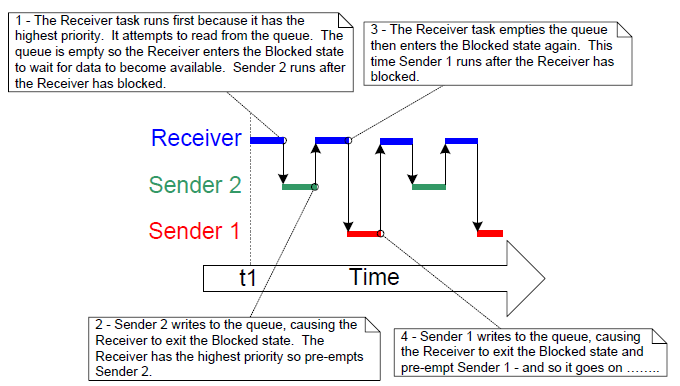 1 - The Receiver task runs first because it has the
highest priority.  It attempts to read from the queue.  The
queue is empty so the Receiver enters the Blocked state
to wait for data to become available.  Sender 2 runs after
the Receiver has blocked.
3 - The Receiver task empties the queue
then enters the Blocked state again.  This
time Sender 1 runs after the Receiver has
blocked.
Receiver
Sender 2
Sender 1
t1
Time
2 - Sender 2 writes to the queue, causing the
Receiver to exit the Blocked state.  The
Receiver has the highest priority so pre-empts
Sender 2.
4 - Sender 1 writes to the queue, causing
the Receiver to exit the Blocked state and
pre-empt Sender 1 - and so it goes on ........